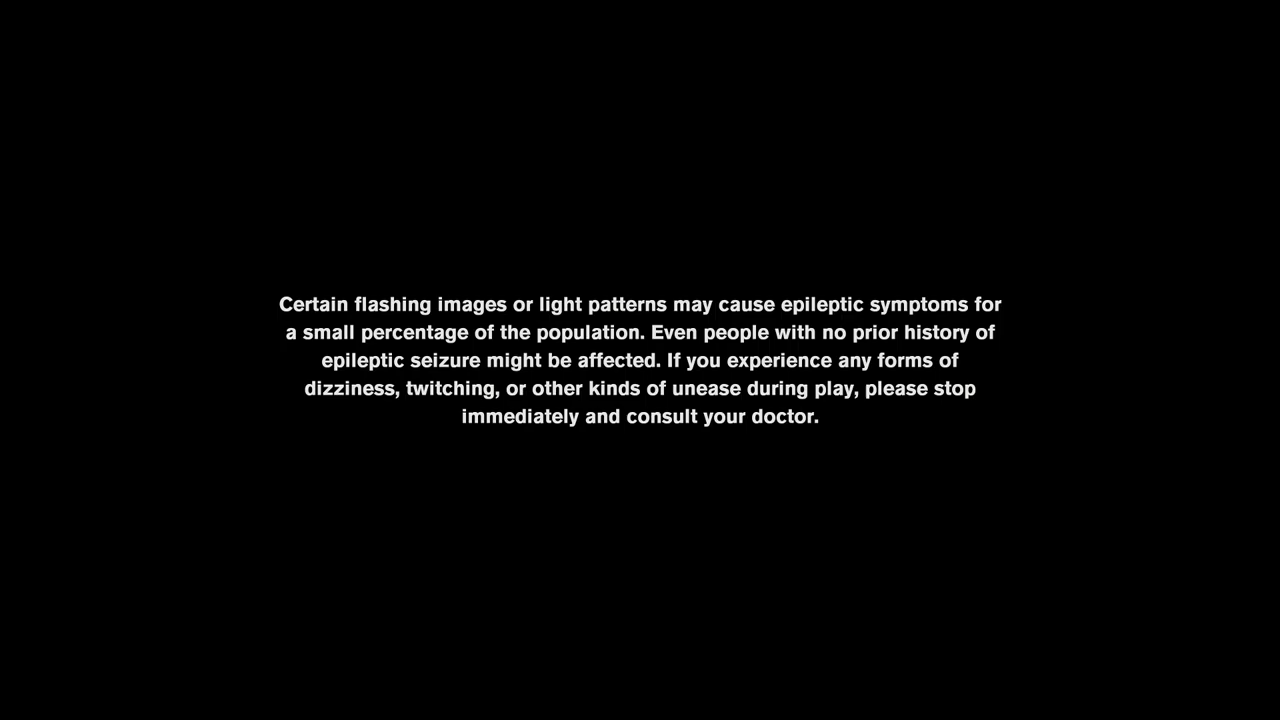 Certain flashing images or light patterns may cause epileptic symptoms for
a small percentage of the population. Even people with no prior history of
epileptic seizure might be affected. If you experience any forms of
dizziness, twitching, or other kinds of unease during play, please stop
immediately and consult your doctor.